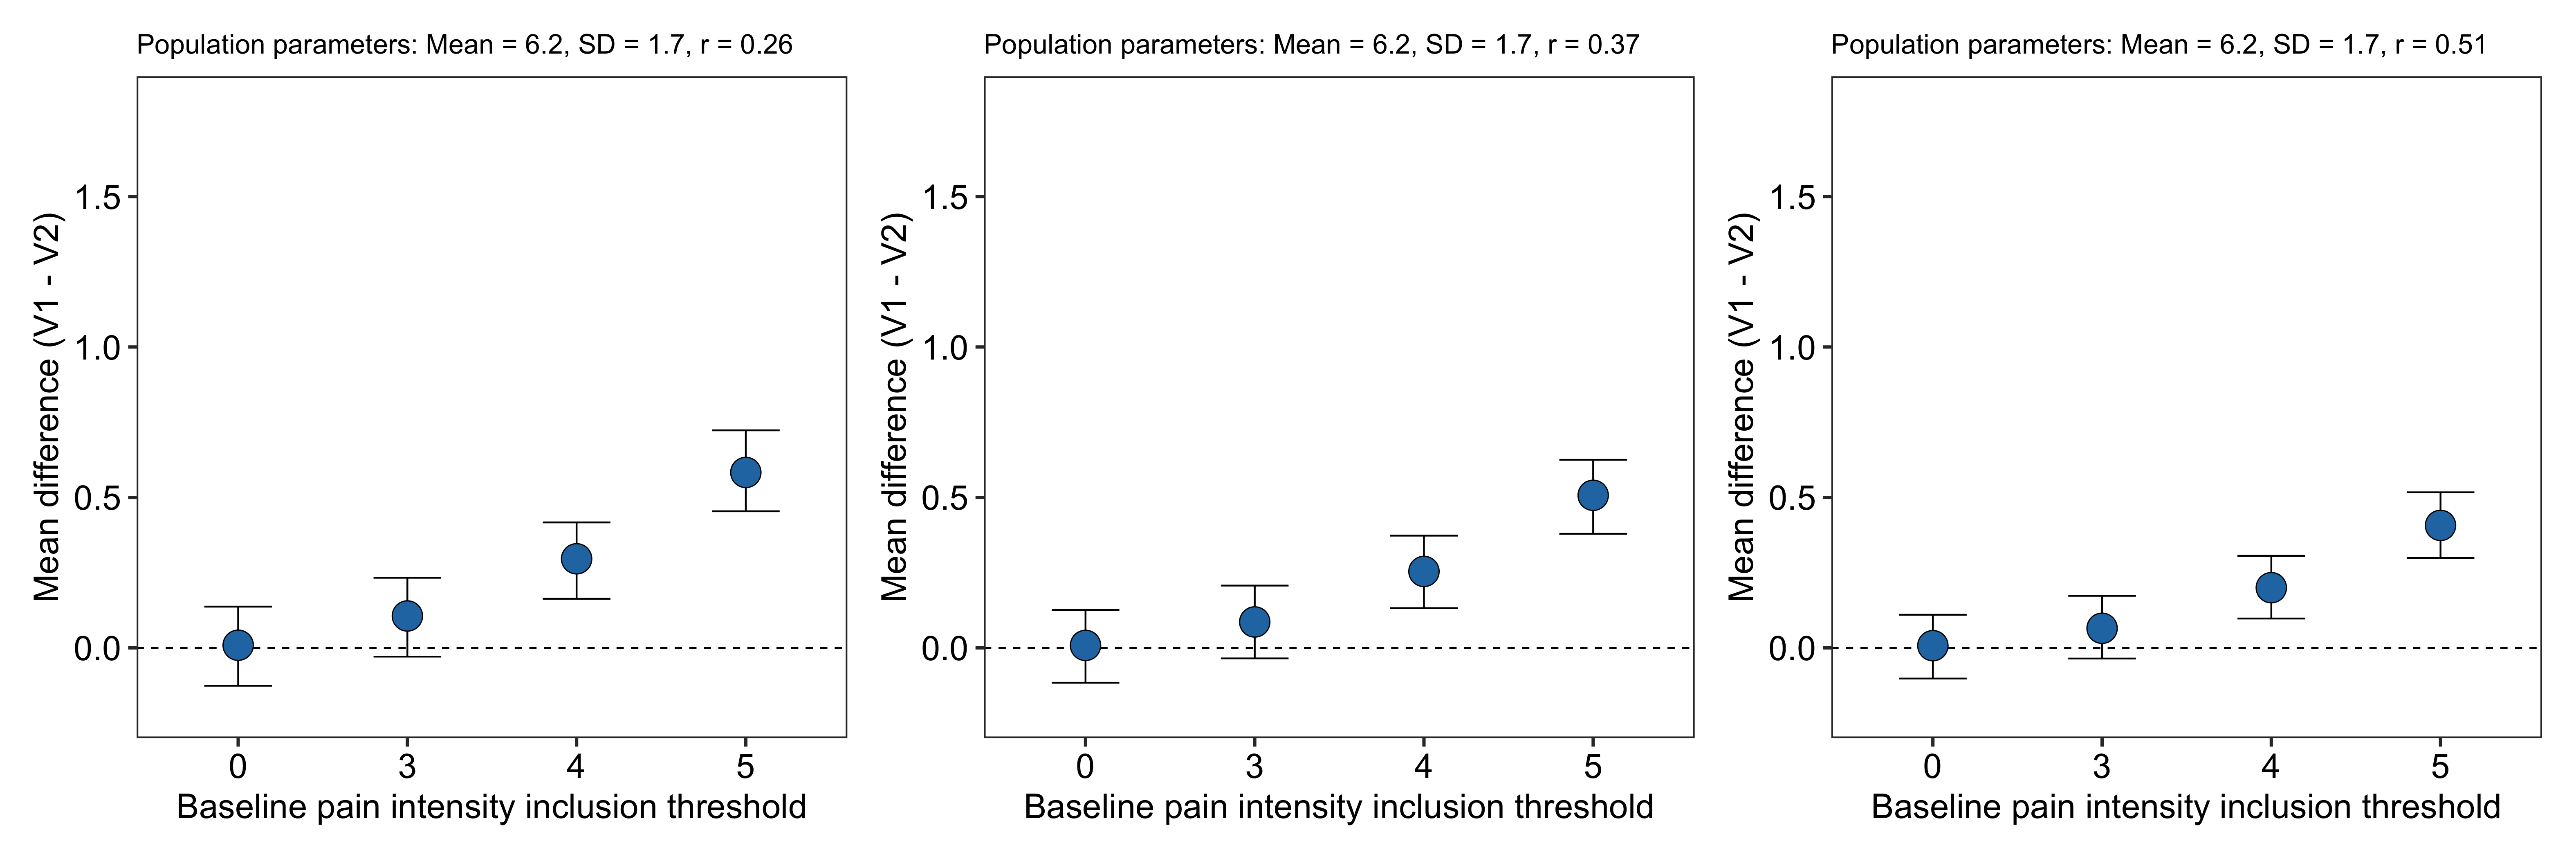 Population parameters: Mean = 6.2, SD = 1.7, r = 0.26
Mean difference (V1 - V2)
1.5
1.0
0.5
0.0
0 3 4 5
Baseline pain intensity inclusion threshold
Population parameters: Mean = 6.2, SD = 1.7, r = 0.37
Mean difference (V1 - V2)
1.5
1.0
0.5
0.0
0 3 4 5
Baseline pain intensity inclusion threshold
Population parameters: Mean = 6.2, SD = 1.7, r = 0.51
Mean difference (V1 - V2)
1.5
1.0
0.5
0.0
0 3 4 5
Baseline pain intensity inclusion threshold